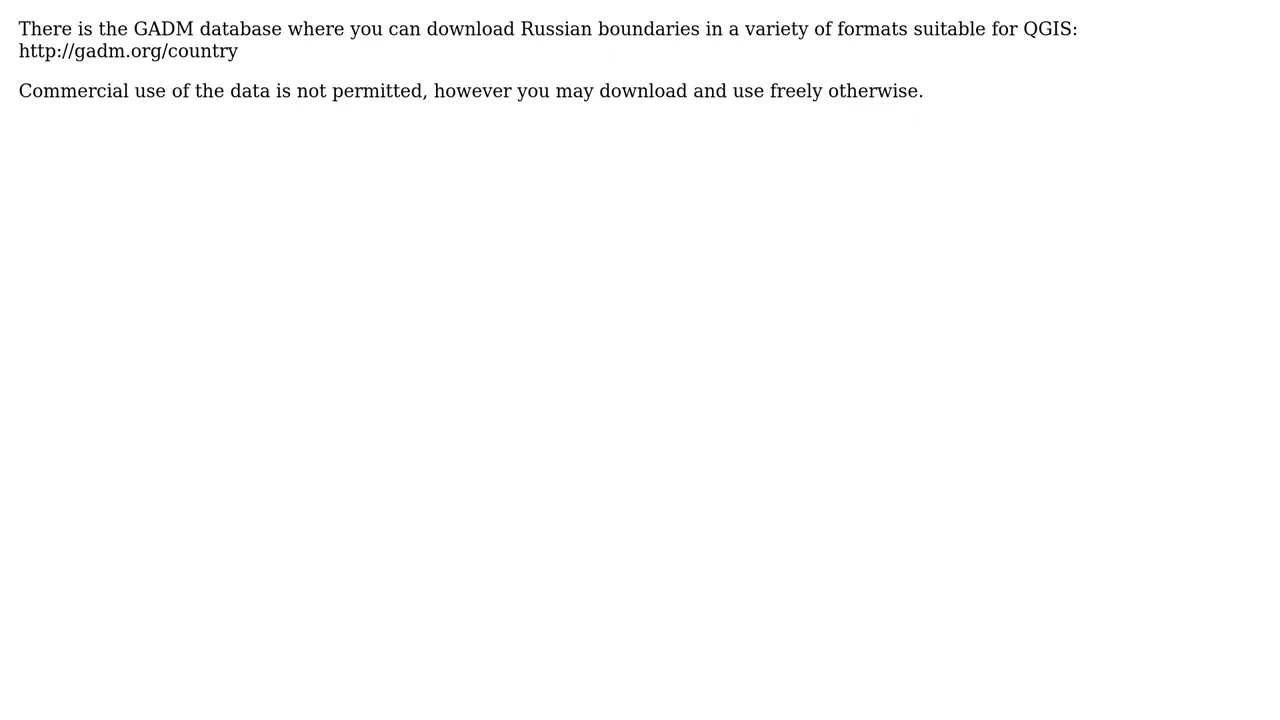 There is the GADM database where you can download Russian boundaries in a variety of formats suitable for QGIS:
http://gadm.org/country
Commercial use of the data is not permitted, however you may download and use freely otherwise.